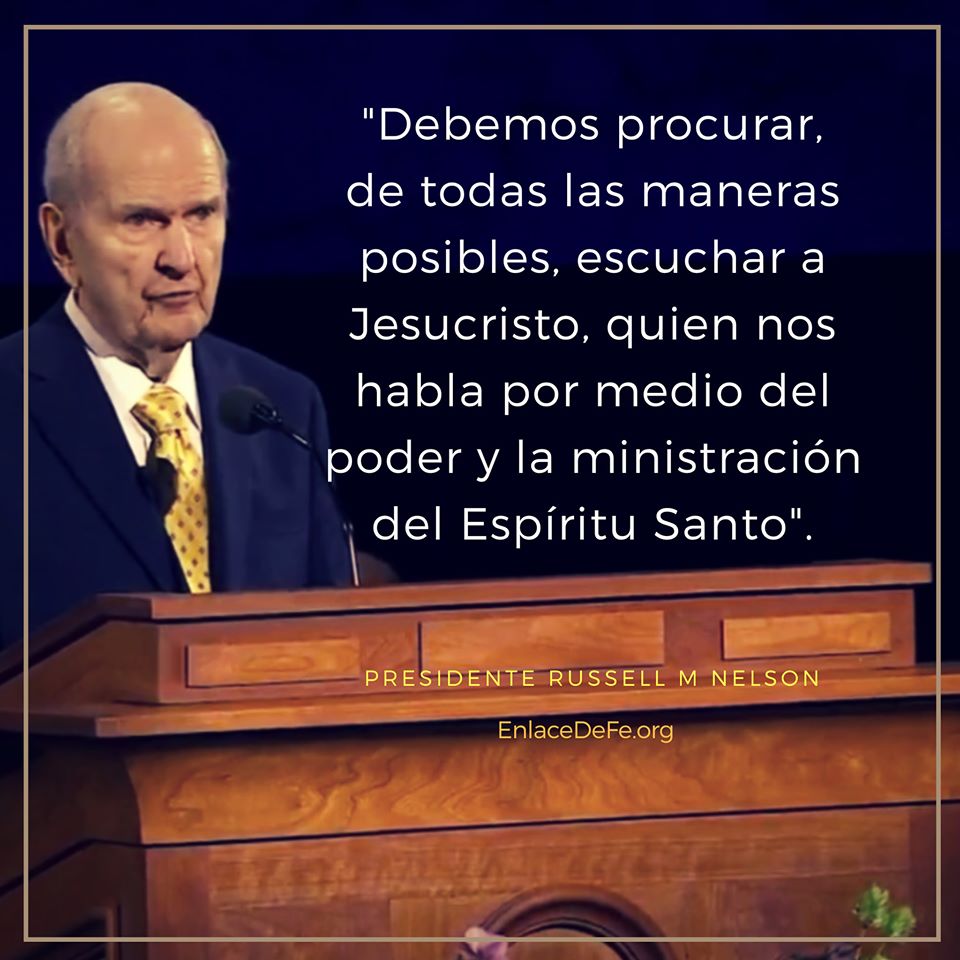 "Debemos procurar,
de todas las maneras
posibles, escuchar a
Jesucristo, quien nos
habla por medio del
poder y la ministración
del Espíritu Santo".
PRESIDENTE RUSSELL M NELSON
EnlaceDeFe.org